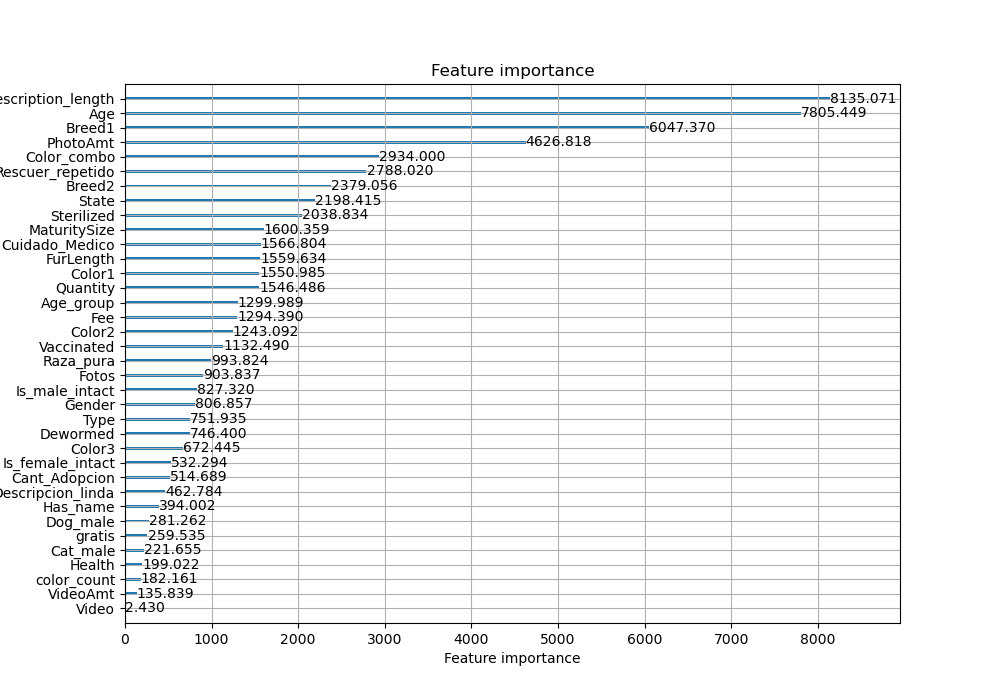 Feature importance
escription_length 8135.071
Age 7805.449
Breed1 6047.370
PhotoAmt 4626.818
Color_combo 2934.000
Rescuer_repetido 2788.020
Breed2 2379.056
State 2198.415
Sterilized 2038.834
MaturitySize 1600.359
Cuidado_Medico 1566.804
FurLength 1559.634
Color1 1550.985
Quantity 1546.486
Age_group 1299.989
Fee 1294.390
Color2 1243.092
Vaccinated 1132.490
Raza_pura 993.824
Fotos 903.837
Is_male_intact 827.320
Gender 806.857
Type 751.935
Dewormed 746.400
Color3 672.445
Is_female_intact 532.294
Cant_Adopcion 514.689
Descripcion_linda 462.784
Has_name 394.002
Dog_male 281.262
gratis 259.535
Cat_male 221.655
Health 199.022
color_count 182.161
VideoAmt 135.839
Video 2.430
0 1000 2000 3000 4000 5000 6000 7000 8000
Feature importance